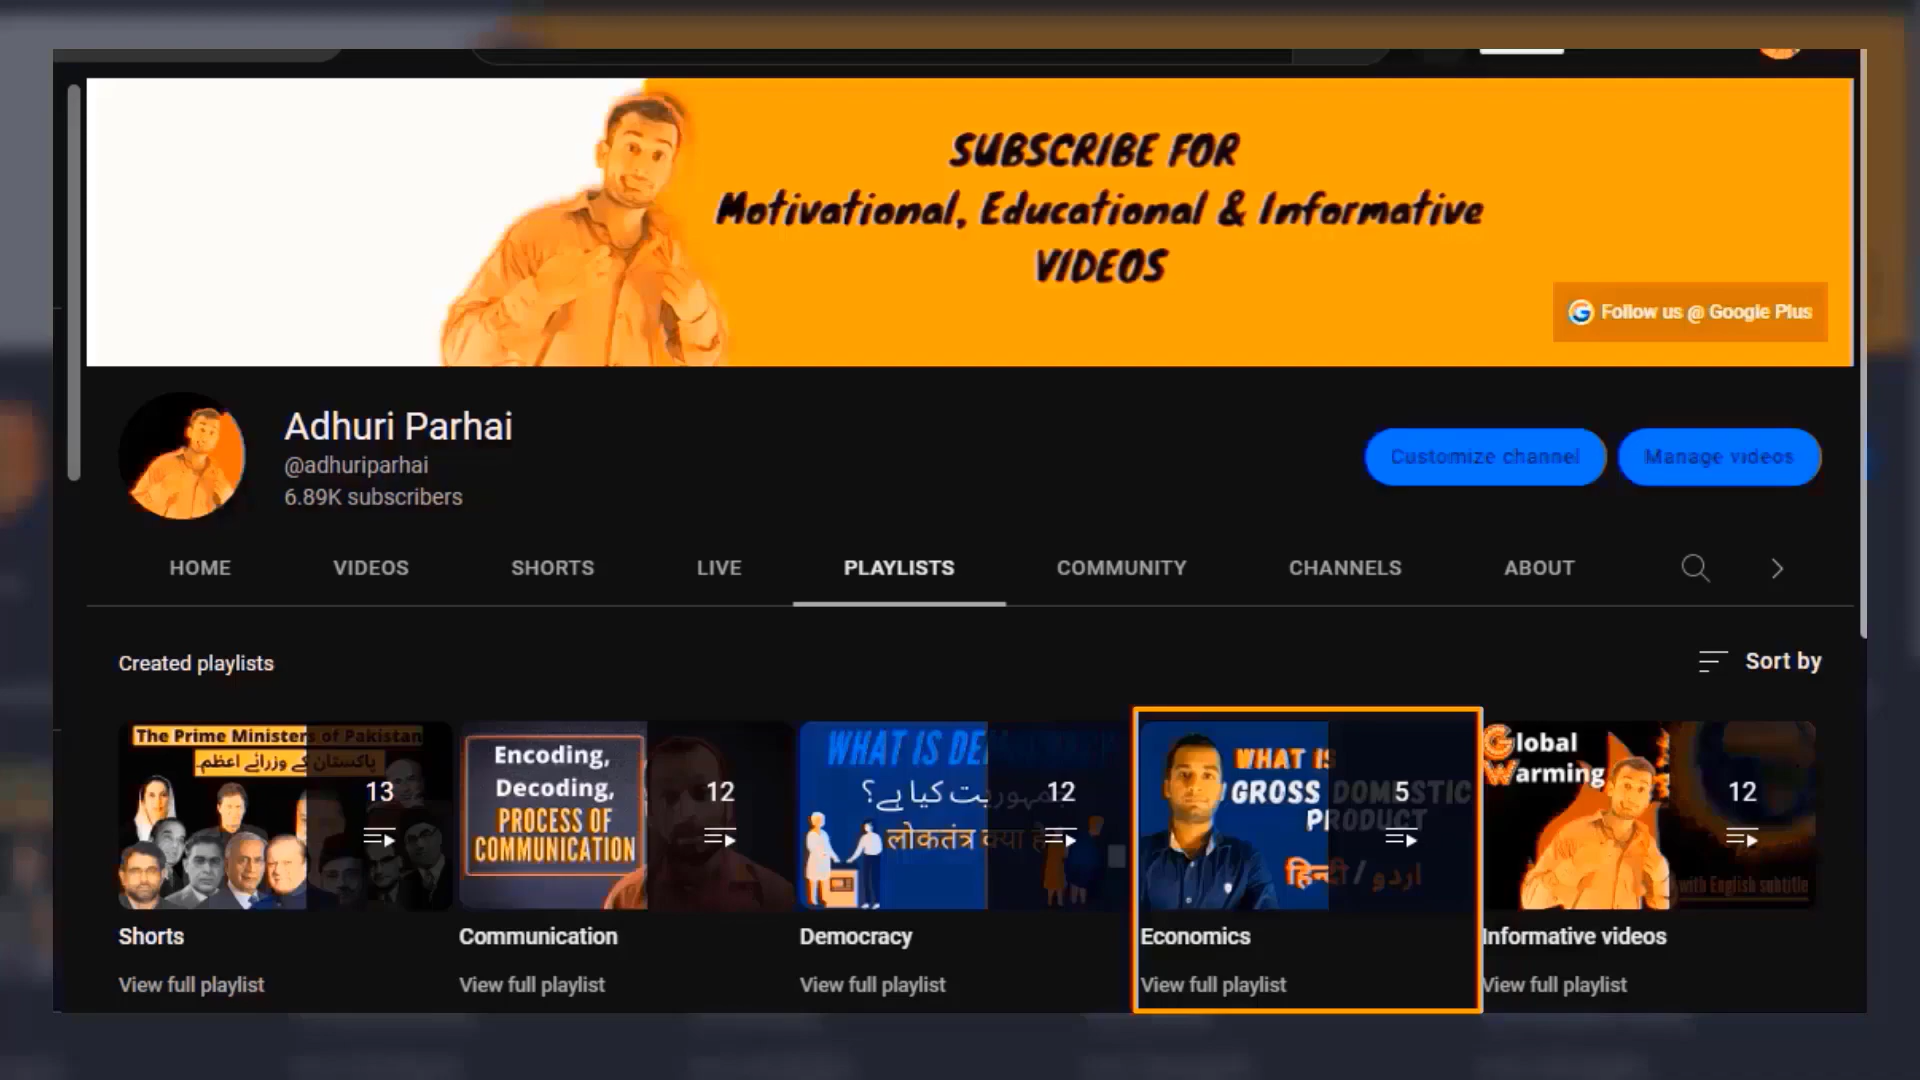 SUBSCRIBE FOR
Motivational, Educational & Informative
VIDEOS
Follow us @ Google Plus
Adhuri Parhai
@adhuriparhai
6.89K subscribers
Customize channel
Manage videos
HOME
VIDEOS
SHORTS
LIVE
PLAYLISTS
COMMUNITY
CHANNELS
ABOUT
Created playlists
Sort by
The Prime Ministers of Pakistan
پاکستان کے وزرائے اعظم
13
Shorts
View full playlist
Encoding,
Decoding,
PROCESS OF
COMMUNICATION
12
Communication
View full playlist
WHAT IS DEMOCRACY
جمہوریت کیا ہے؟
लोकतंत्र क्या है
12
Democracy
View full playlist
WHAT IS
GROSS DOMESTIC
PRODUCT
हिन्दी / اردو
5
Economics
View full playlist
Global
Warming
with English subtitle
12
Informative videos
View full playlist